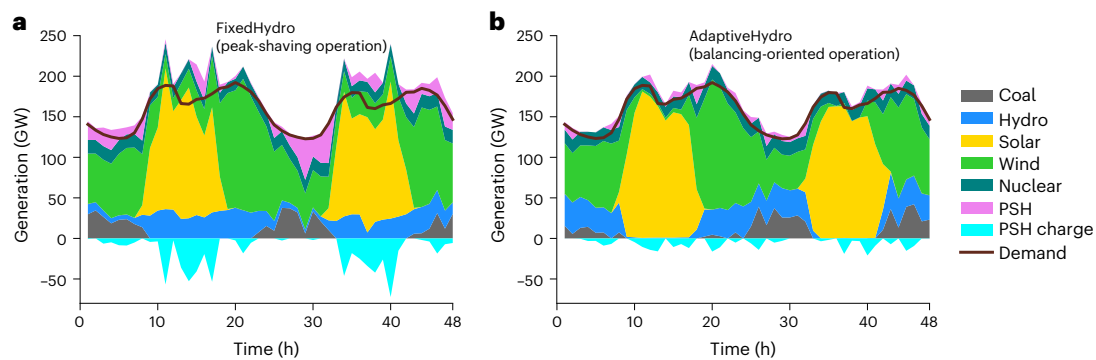 a
FixedHydro
(peak-shaving operation)
250
200
150
100
50
0
−50
Generation (GW)
0 10 20 30 40 48
Time (h)
b
AdaptiveHydro
(balancing-oriented operation)
250
200
150
100
50
0
−50
Generation (GW)
0 10 20 30 40 48
Time (h)
Coal
Hydro
Solar
Wind
Nuclear
PSH
PSH charge
Demand